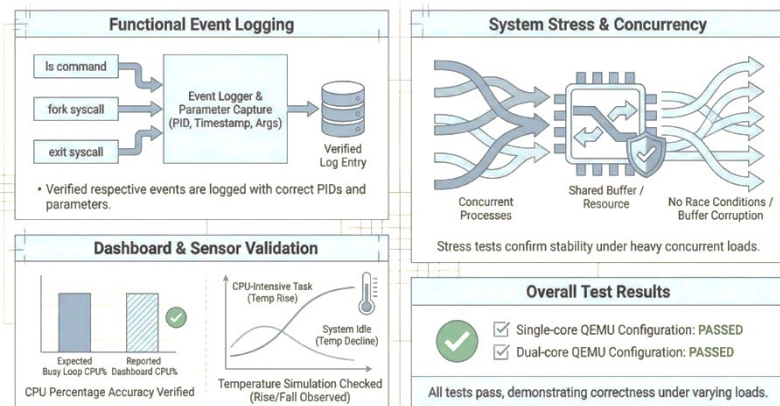 Functional Event Logging
ls command
fork syscall
exit syscall
Event Logger &
Parameter Capture
(PID, Timestamp, Args)
Verified
Log Entry
• Verified respective events are logged with correct PIDs and
parameters.
System Stress & Concurrency
Concurrent
Processes
Shared Buffer /
Resource
No Race Conditions /
Buffer Corruption
Stress tests confirm stability under heavy concurrent loads.
Dashboard & Sensor Validation
Expected
Busy Loop CPU%
Reported
Dashboard CPU%
CPU Percentage Accuracy Verified
CPU-Intensive Task
(Temp Rise)
System Idle
(Temp Decline)
Temperature Simulation Checked
(Rise/Fall Observed)
Overall Test Results
Single-core QEMU Configuration: PASSED
Dual-core QEMU Configuration: PASSED
All tests pass, demonstrating correctness under varying loads.